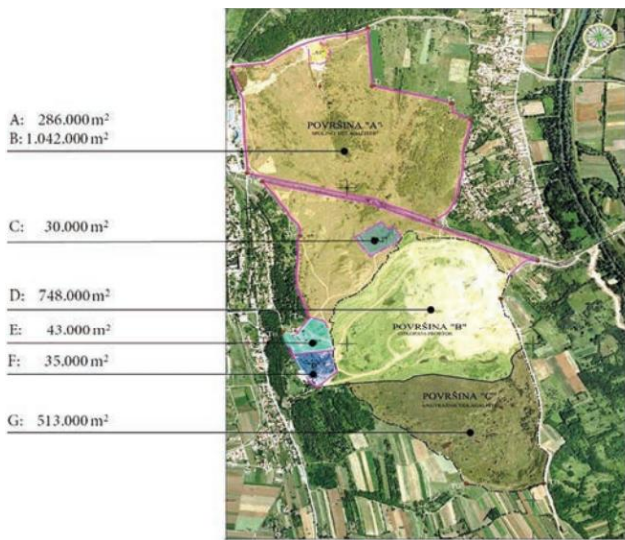 A: 286.000 m²
B: 1.042.000 m²
POVRŠINA "A"
C: 30.000 m²
D: 748.000 m²
E: 43.000 m²
POVRŠINA "B"
F: 35.000 m²
POVRŠINA "C"
G: 513.000 m²